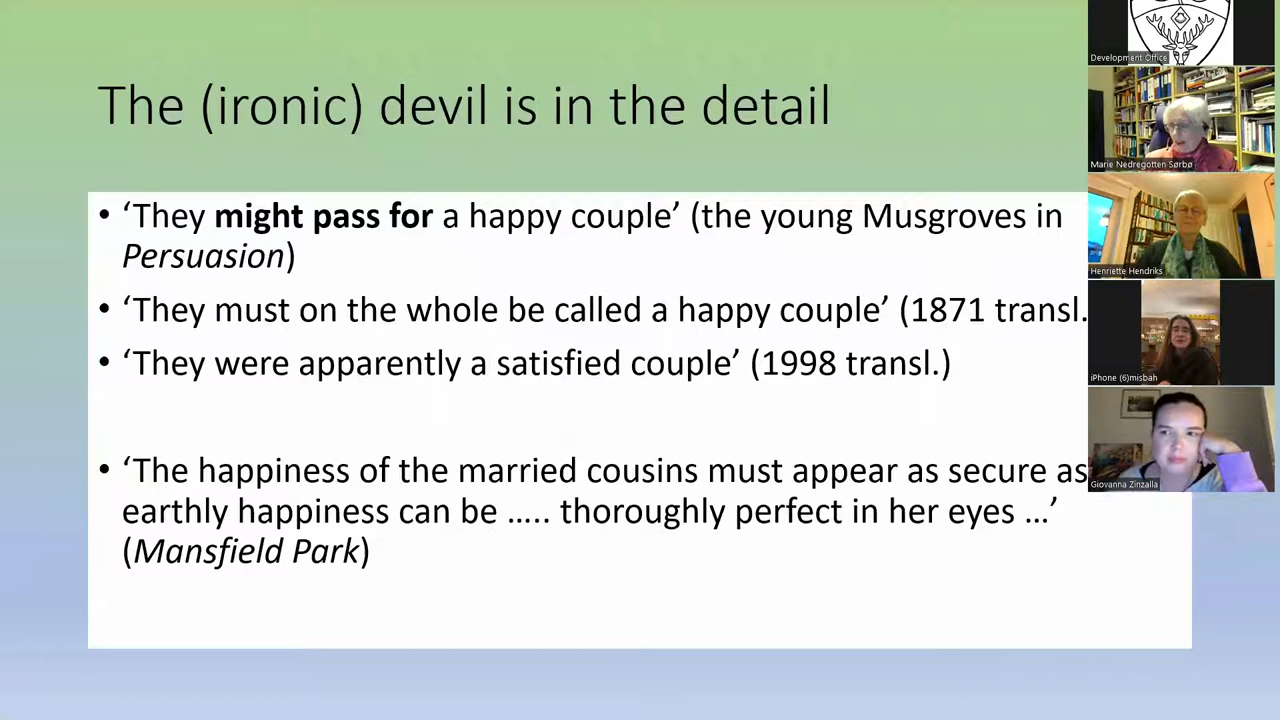 The (ironic) devil is in the detail
• ‘They might pass for a happy couple’ (the young Musgroves in
Persuasion)
• ‘They must on the whole be called a happy couple’ (1871 transl.
• ‘They were apparently a satisfied couple’ (1998 transl.)
• ‘The happiness of the married cousins must appear as secure as
earthly happiness can be ….. thoroughly perfect in her eyes …’
(Mansfield Park)
Development Office
Marie Nedregotten Sørbø
Henriette Hendriks
iPhone (6)misbah
Giovanna Zinzalla